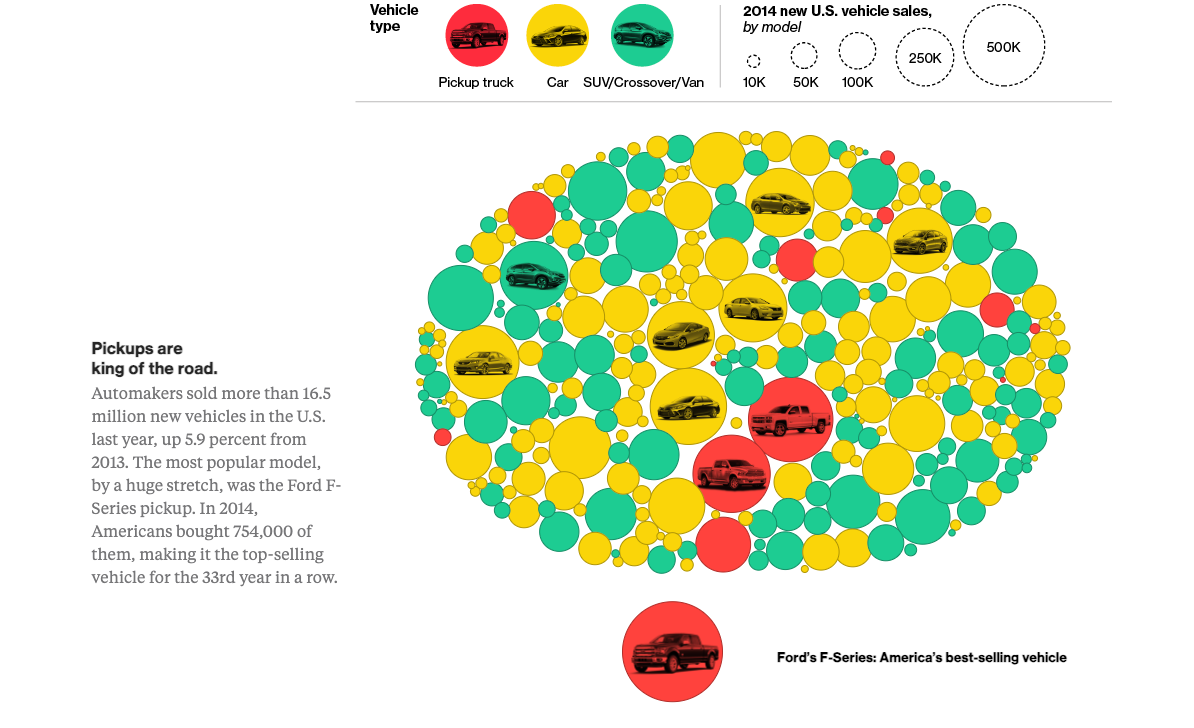 Vehicle
type
Pickup truck
Car
SUV/Crossover/Van
2014 new U.S. vehicle sales,
by model
10K
50K
100K
250K
500K
Pickups are
king of the road.
Automakers sold more than 16.5
million new vehicles in the U.S.
last year, up 5.9 percent from
2013. The most popular model,
by a huge stretch, was the Ford F-
Series pickup. In 2014,
Americans bought 754,000 of
them, making it the top-selling
vehicle for the 33rd year in a row.
Ford's F-Series: America's best-selling vehicle